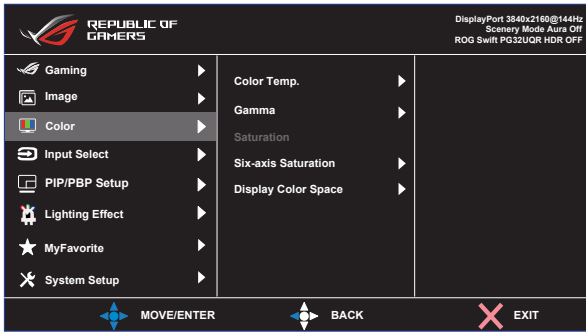 REPUBLIC OF
GAMERS
DisplayPort 3840x2160@144Hz
Scenery Mode Aura Off
ROG Swift PG32UQR HDR OFF
Gaming
Image
Color
Input Select
PIP/PBP Setup
Lighting Effect
MyFavorite
System Setup
Color Temp.
Gamma
Saturation
Six-axis Saturation
Display Color Space
MOVE/ENTER
BACK
EXIT